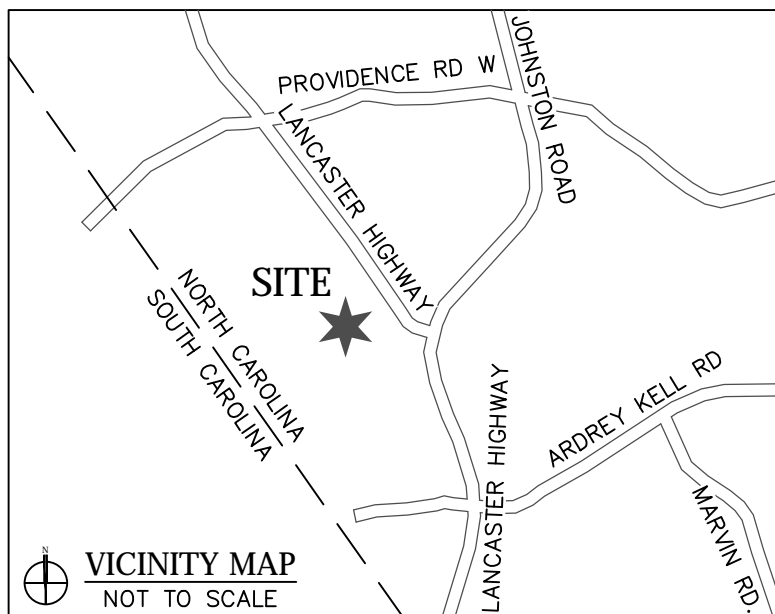 PROVIDENCE RD W
JOHNSTON ROAD
LANCASTER HIGHWAY
SITE
NORTH CAROLINA
SOUTH CAROLINA
ARDREY KELL RD
LANCASTER HIGHWAY
MARVIN RD.
N
VICINITY MAP
NOT TO SCALE